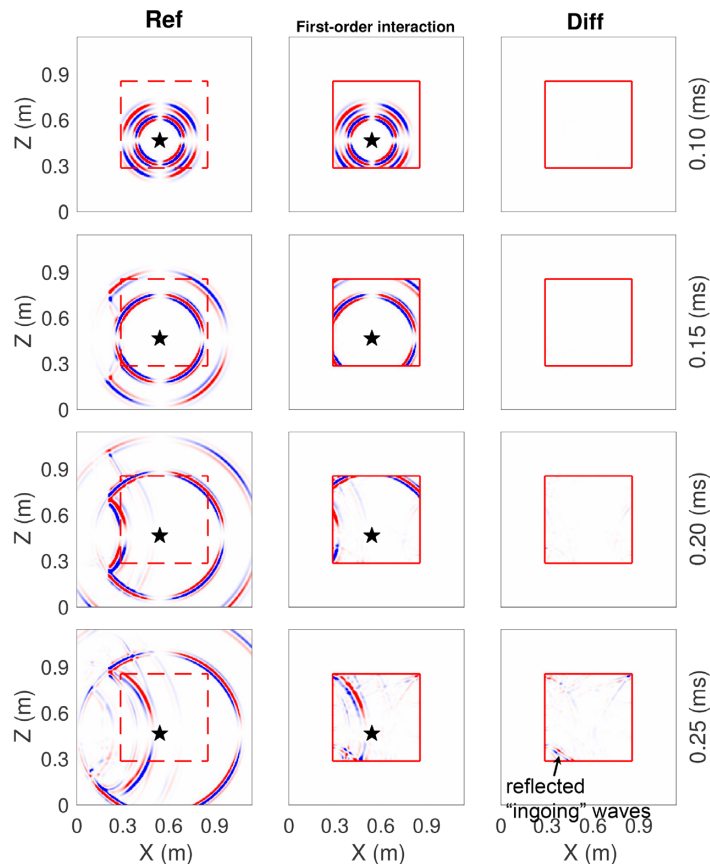 Ref
First-order interaction
Diff
Z (m)
0.9
0.6
0.3
0
0.10 (ms)
Z (m)
0.9
0.6
0.3
0
0.15 (ms)
Z (m)
0.9
0.6
0.3
0
0.20 (ms)
Z (m)
0.9
0.6
0.3
0
0.25 (ms)
reflected
“ingoing” waves
0 0.3 0.6 0.9
0 0.3 0.6 0.9
0 0.3 0.6 0.9
X (m)
X (m)
X (m)